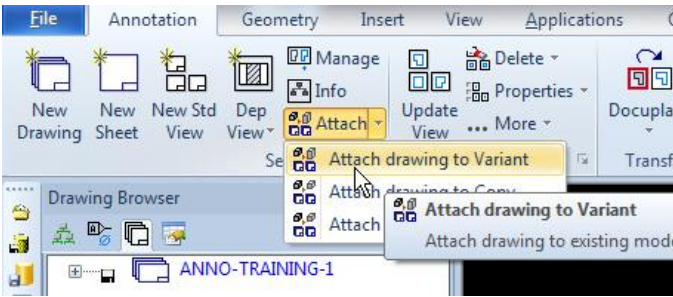 File Annotation Geometry Insert View Applications
New Drawing
New Sheet
New Std View
Dep View
Manage
Info
Attach
Update View
Delete
Properties
More
Docupla
Se
Transf
Attach drawing to Variant
Attach drawing to Copy
Attach
Attach drawing to Variant
Attach drawing to existing mode
Drawing Browser
ANNO-TRAINING-1